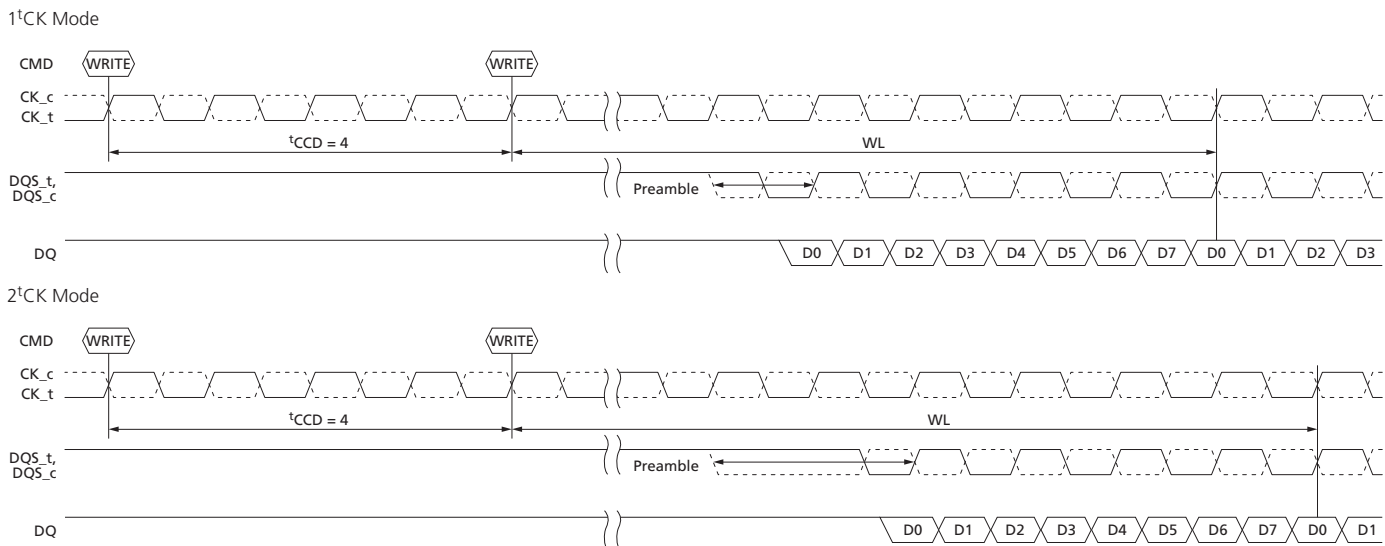 1tCK Mode
CMD WRITE WRITE
CK_c
CK_t
tCCD = 4 WL
DQS_t,
DQS_c
Preamble
DQ D0 D1 D2 D3 D4 D5 D6 D7 D0 D1 D2 D3
2tCK Mode
CMD WRITE WRITE
CK_c
CK_t
tCCD = 4 WL
DQS_t,
DQS_c
Preamble
DQ D0 D1 D2 D3 D4 D5 D6 D7 D0 D1